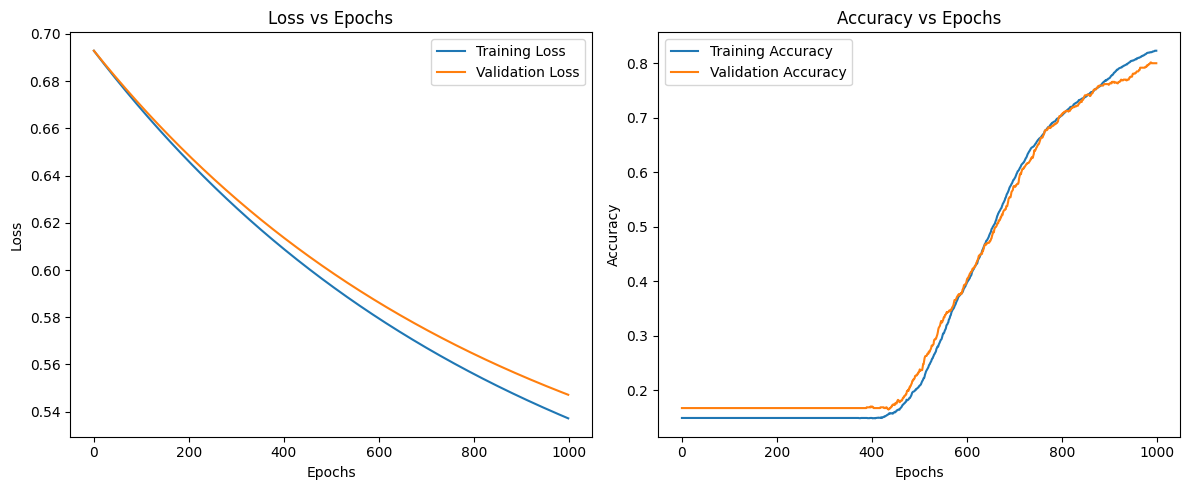 Loss vs Epochs
0.70
0.68
0.66
0.64
0.62
0.60
0.58
0.56
0.54
Loss
Training Loss
Validation Loss
0 200 400 600 800 1000
Epochs
Accuracy vs Epochs
0.8
0.7
0.6
0.5
0.4
0.3
0.2
Accuracy
Training Accuracy
Validation Accuracy
0 200 400 600 800 1000
Epochs